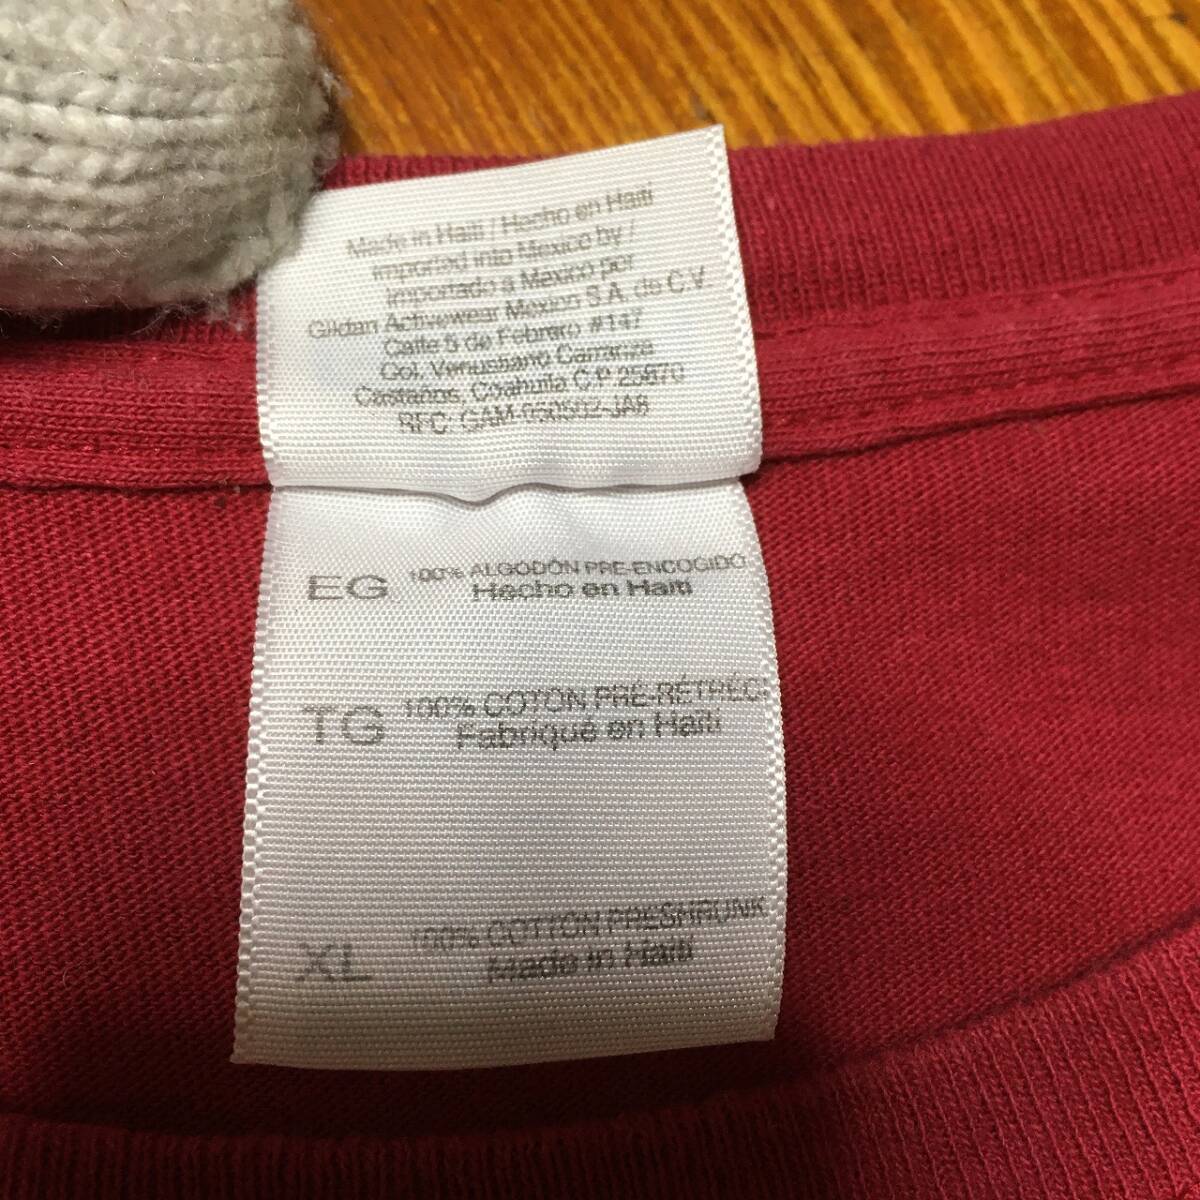 Made in Haiti / Hecho en Haiti
Imported into Mexico by /
Importado a Mexico por
Gildan Activewear Mexico S.A. de C.V.
Calle 5 de Febrero #147
Col. Venustiano Carranza
Castaños, Coahuila C.P. 25870
RFC: GAM-050502-JA8
EG 100% ALGODÓN PRE-ENCOGIDO
Hecho en Haiti
TG 100% COTON PRÉ-RÉTRÉCI
Fabriqué en Haïti
XL 100% COTTON PRESHRUNK
Made in Haiti